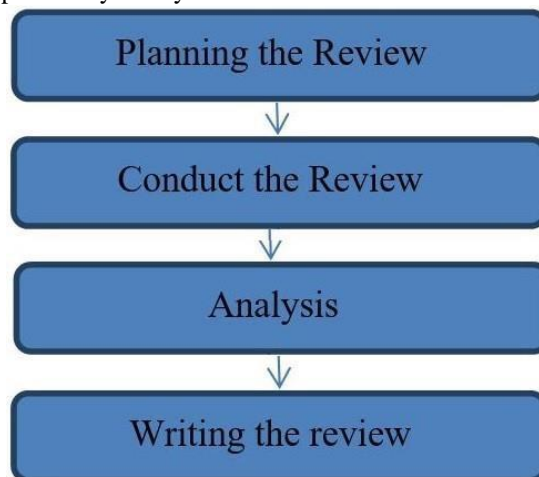 Planning the Review
Conduct the Review
Analysis
Writing the review